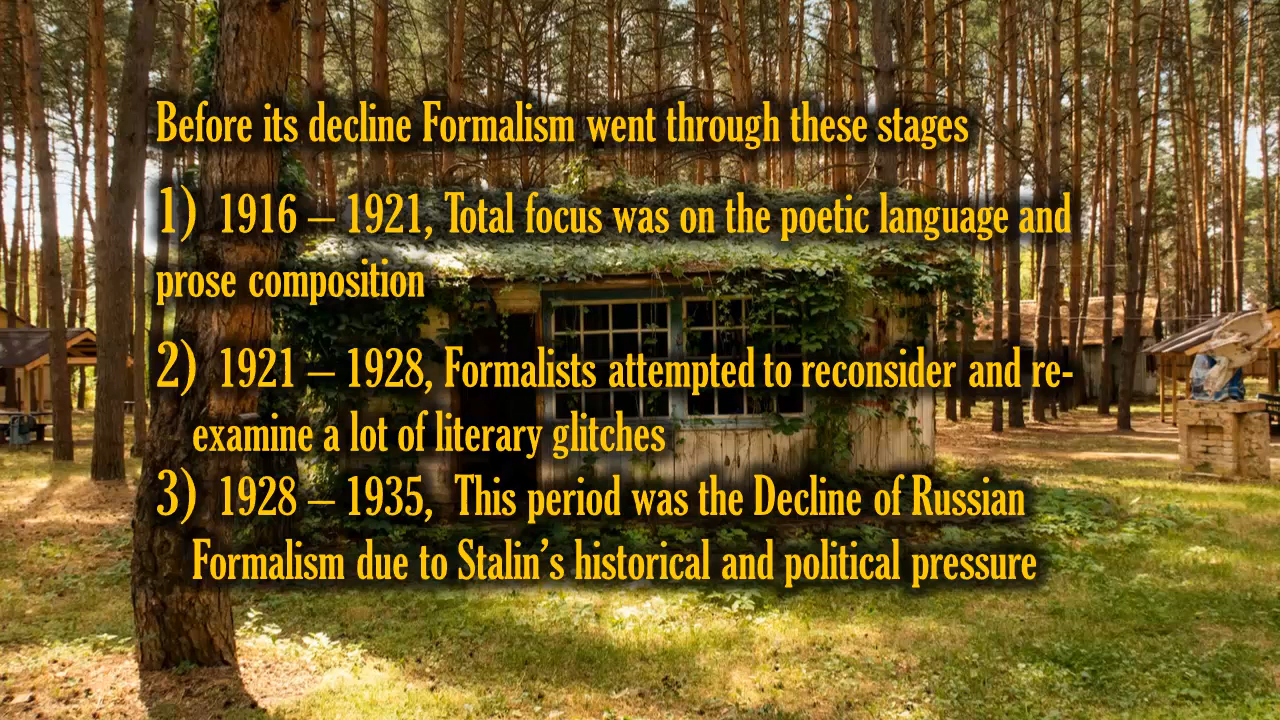 Before its decline Formalism went through these stages
1) 1916 – 1921, Total focus was on the poetic language and
prose composition
2) 1921 – 1928, Formalists attempted to reconsider and re-
examine a lot of literary glitches
3) 1928 – 1935, This period was the Decline of Russian
Formalism due to Stalin’s historical and political pressure